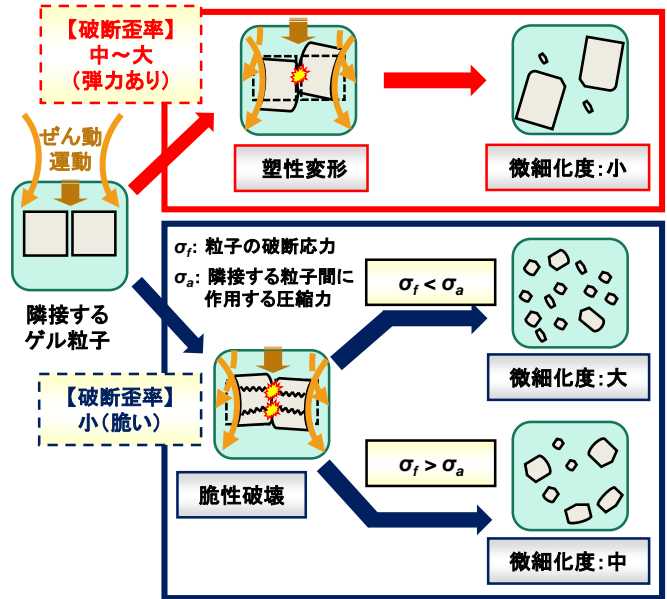 【破断歪率】
中～大
（弾力あり）
ぜん動
運動
隣接する
ゲル粒子
塑性変形
微細化度：小
σf： 粒子の破断応力
σa： 隣接する粒子間に
作用する圧縮力
【破断歪率】
小（脆い）
脆性破壊
σf < σa
微細化度：大
σf > σa
微細化度：中